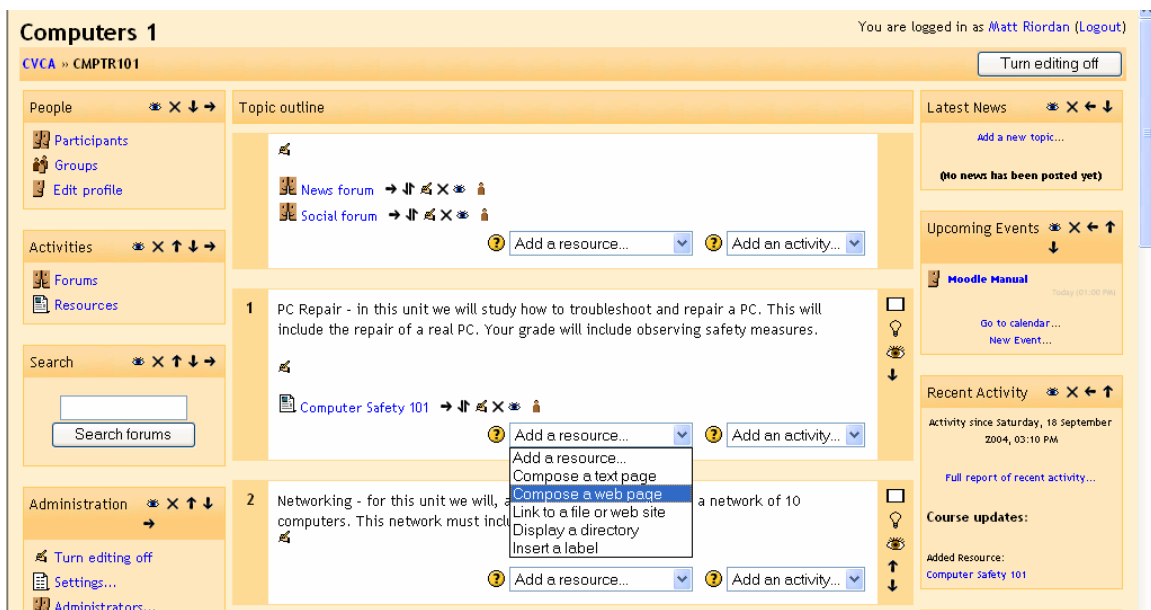 Computers 1
You are logged in as Matt Riordan (Logout)
CVCA » CMPTR101
Turn editing off
People
Participants
Groups
Edit profile
Activities
Forums
Resources
Search
Search forums
Administration
Turn editing off
Settings...
Administrators...
Topic outline
News forum
Social forum
Add a resource...
Add an activity...
1
PC Repair - in this unit we will study how to troubleshoot and repair a PC. This will
include the repair of a real PC. Your grade will include observing safety measures.
Computer Safety 101
Add a resource...
Add an activity...
Add a resource...
Compose a text page
Compose a web page
Link to a file or web site
Display a directory
Insert a label
2
Networking - for this unit we will, a network of 10
computers. This network must
Add a resource...
Add an activity...
Latest News
Add a new topic...
(No news has been posted yet)
Upcoming Events
Moodle Manual
Today (01:00 PM)
Go to calendar...
New Event...
Recent Activity
Activity since Saturday, 18 September
2004, 03:10 PM
Full report of recent activity...
Course updates:
Added Resource:
Computer Safety 101